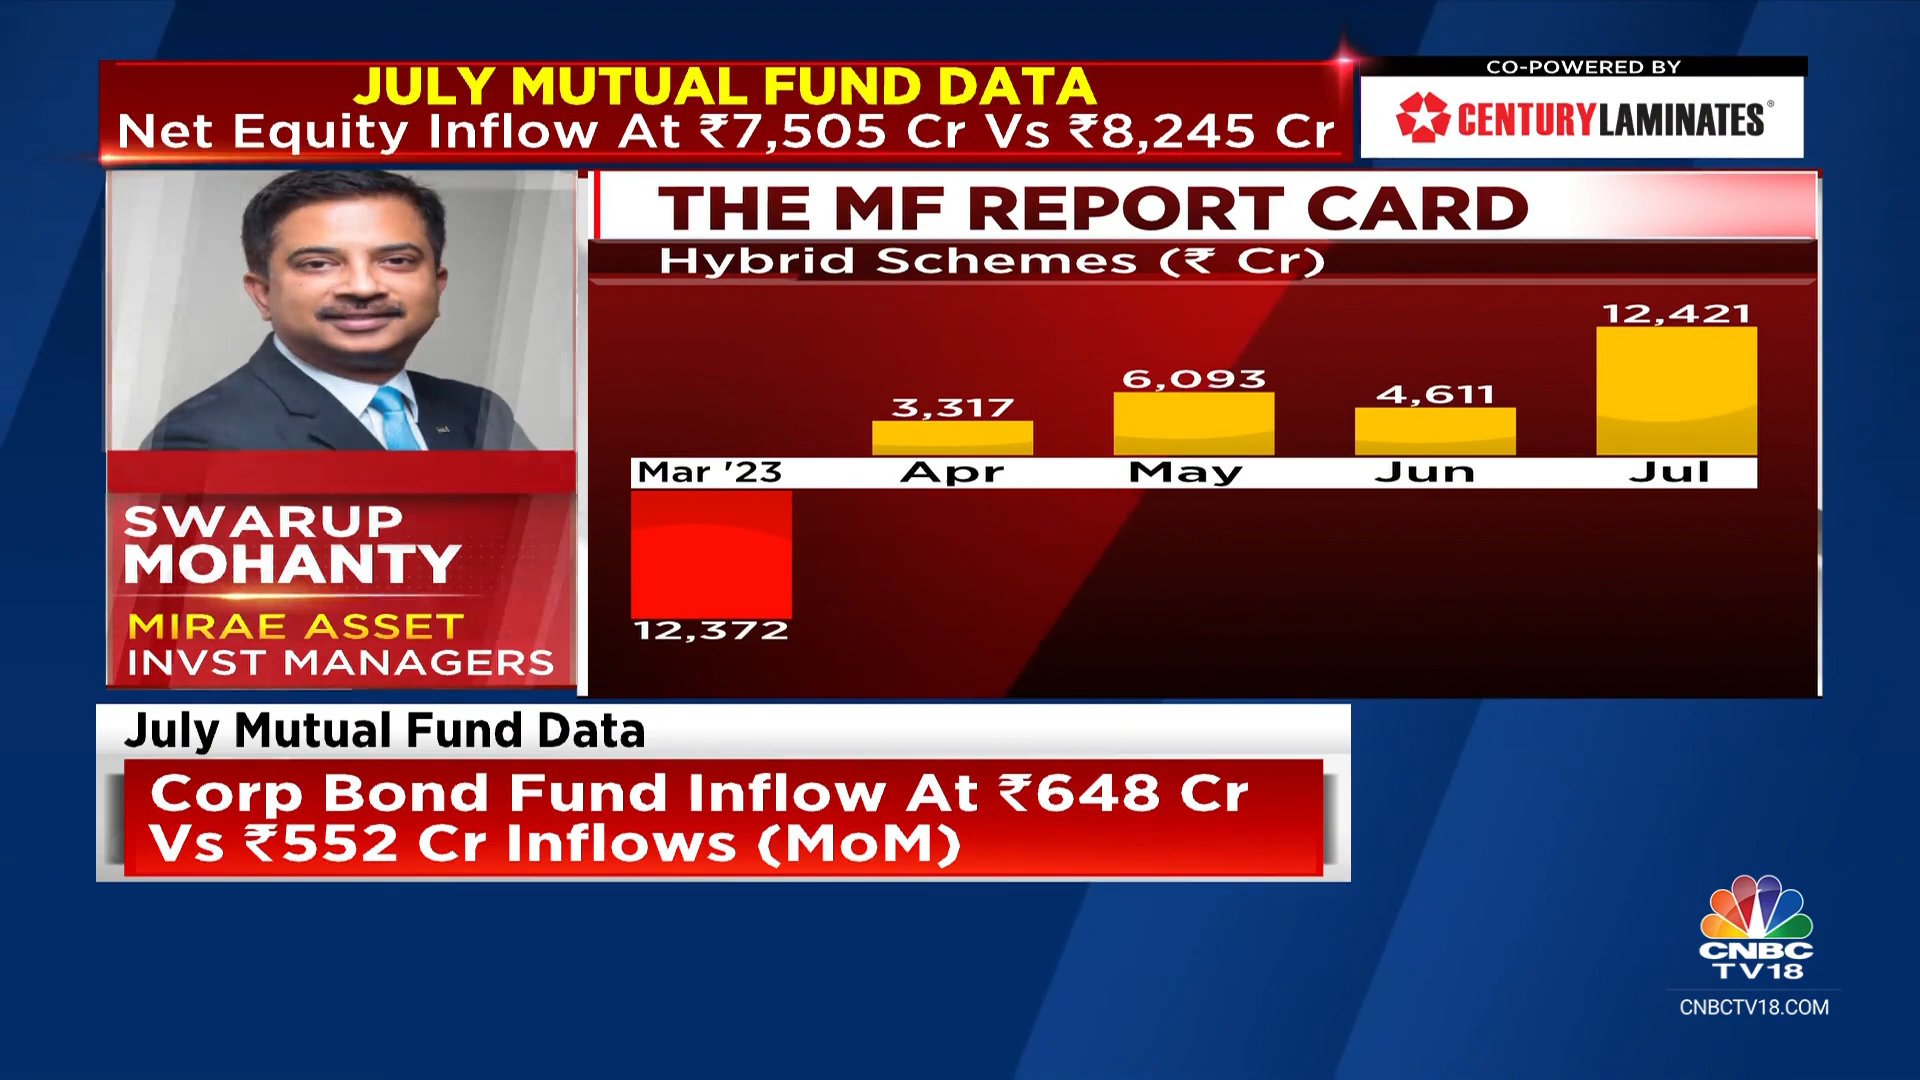 JULY MUTUAL FUND DATA
Net Equity Inflow At ₹7,505 Cr Vs ₹8,245 Cr
CO-POWERED BY
CENTURYLAMINATES®
THE MF REPORT CARD
Hybrid Schemes (₹ Cr)
12,421
6,093
4,611
3,317
Mar '23 Apr May Jun Jul
12,372
SWARUP
MOHANTY
MIRAE ASSET
INVST MANAGERS
July Mutual Fund Data
Corp Bond Fund Inflow At ₹648 Cr
Vs ₹552 Cr Inflows (MoM)
CNBC
TV18
CNBCTV18.COM